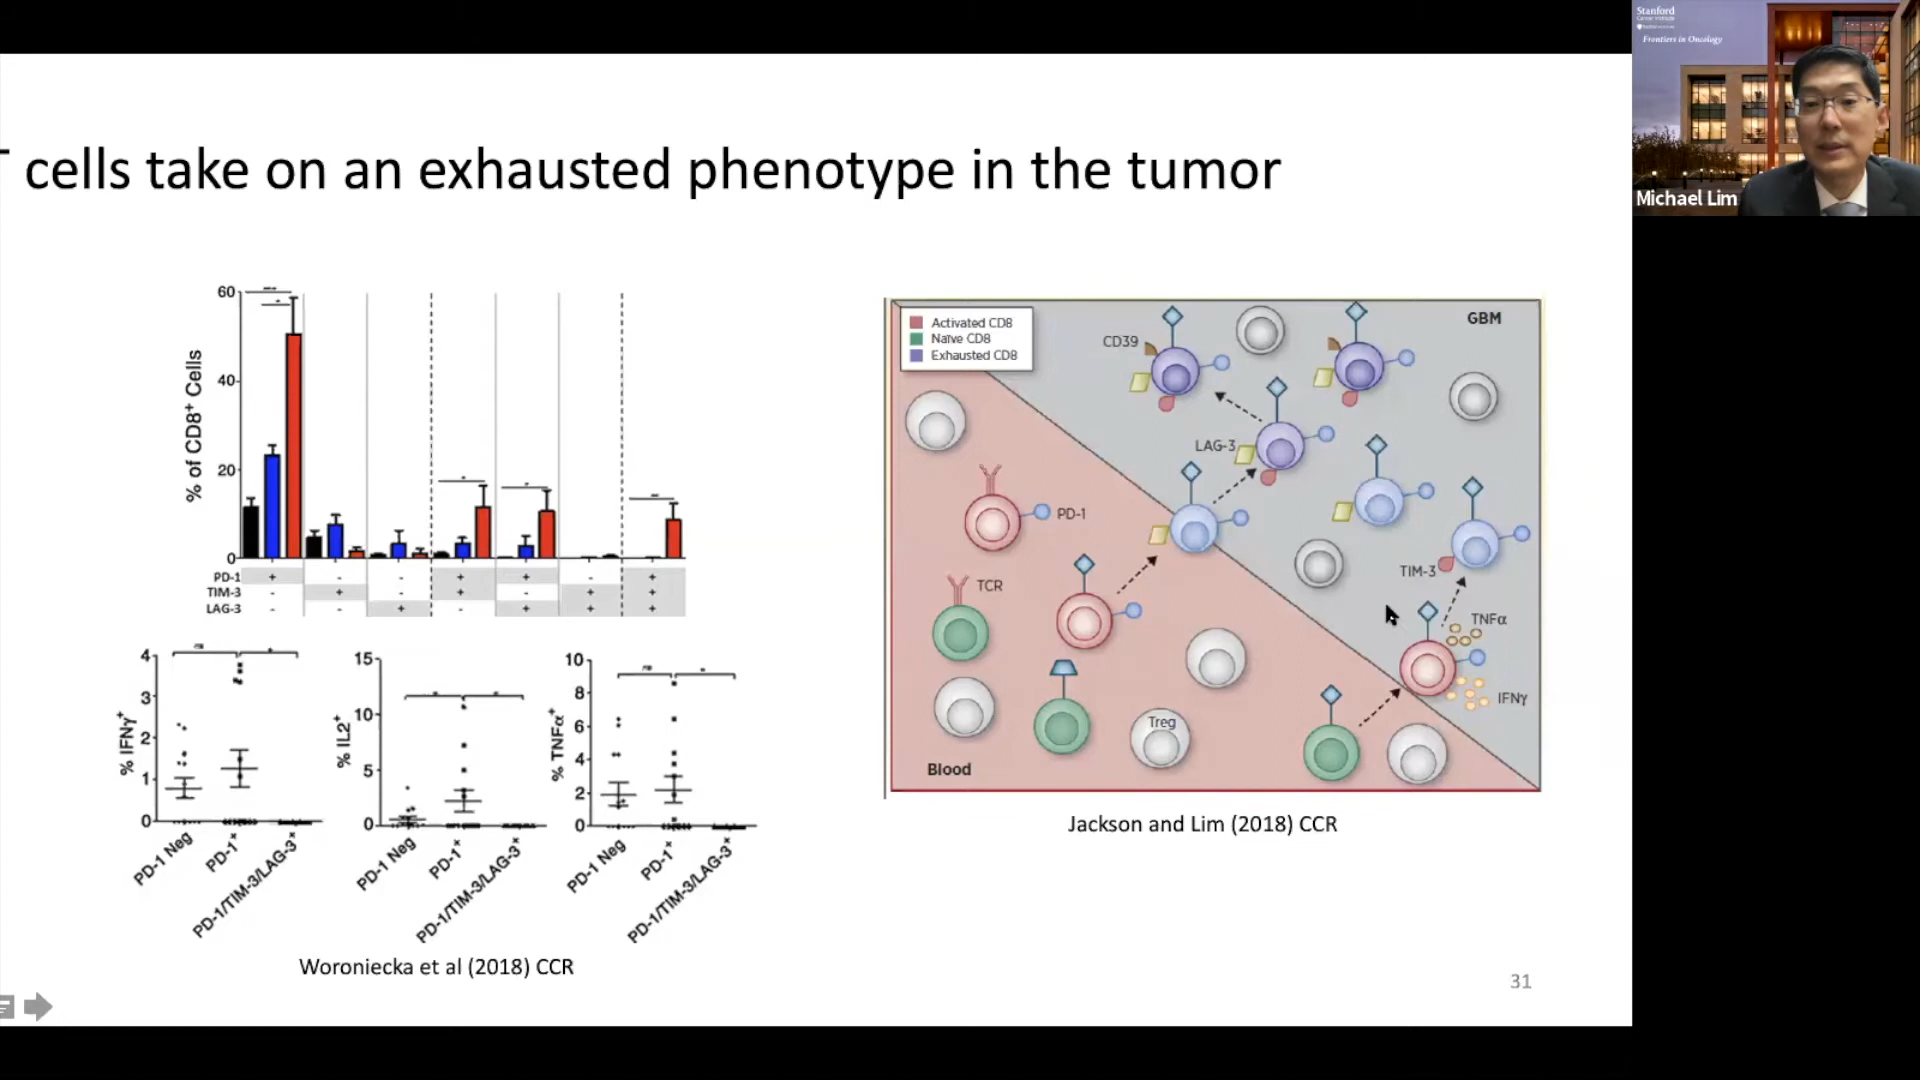 Stanford
Frontiers in Oncology
Michael Lim
T cells take on an exhausted phenotype in the tumor
60
40
20
0
% of CD8+ Cells
PD-1 + - - + + - +
TIM-3 - + - + - + +
LAG-3 - - + - + + +
4
3
2
1
0
% IFNγ+
PD-1 Neg
PD-1+
PD-1/TIM-3/LAG-3+
15
10
5
0
% IL2+
PD-1 Neg
PD-1+
PD-1/TIM-3/LAG-3+
10
8
6
4
2
0
% TNFα+
PD-1 Neg
PD-1+
PD-1/TIM-3/LAG-3+
Woroniecka et al (2018) CCR
Activated CD8
Naïve CD8
Exhausted CD8
GBM
CD39
LAG-3
PD-1
TCR
TIM-3
TNFα
IFNγ
Treg
Blood
Jackson and Lim (2018) CCR
31